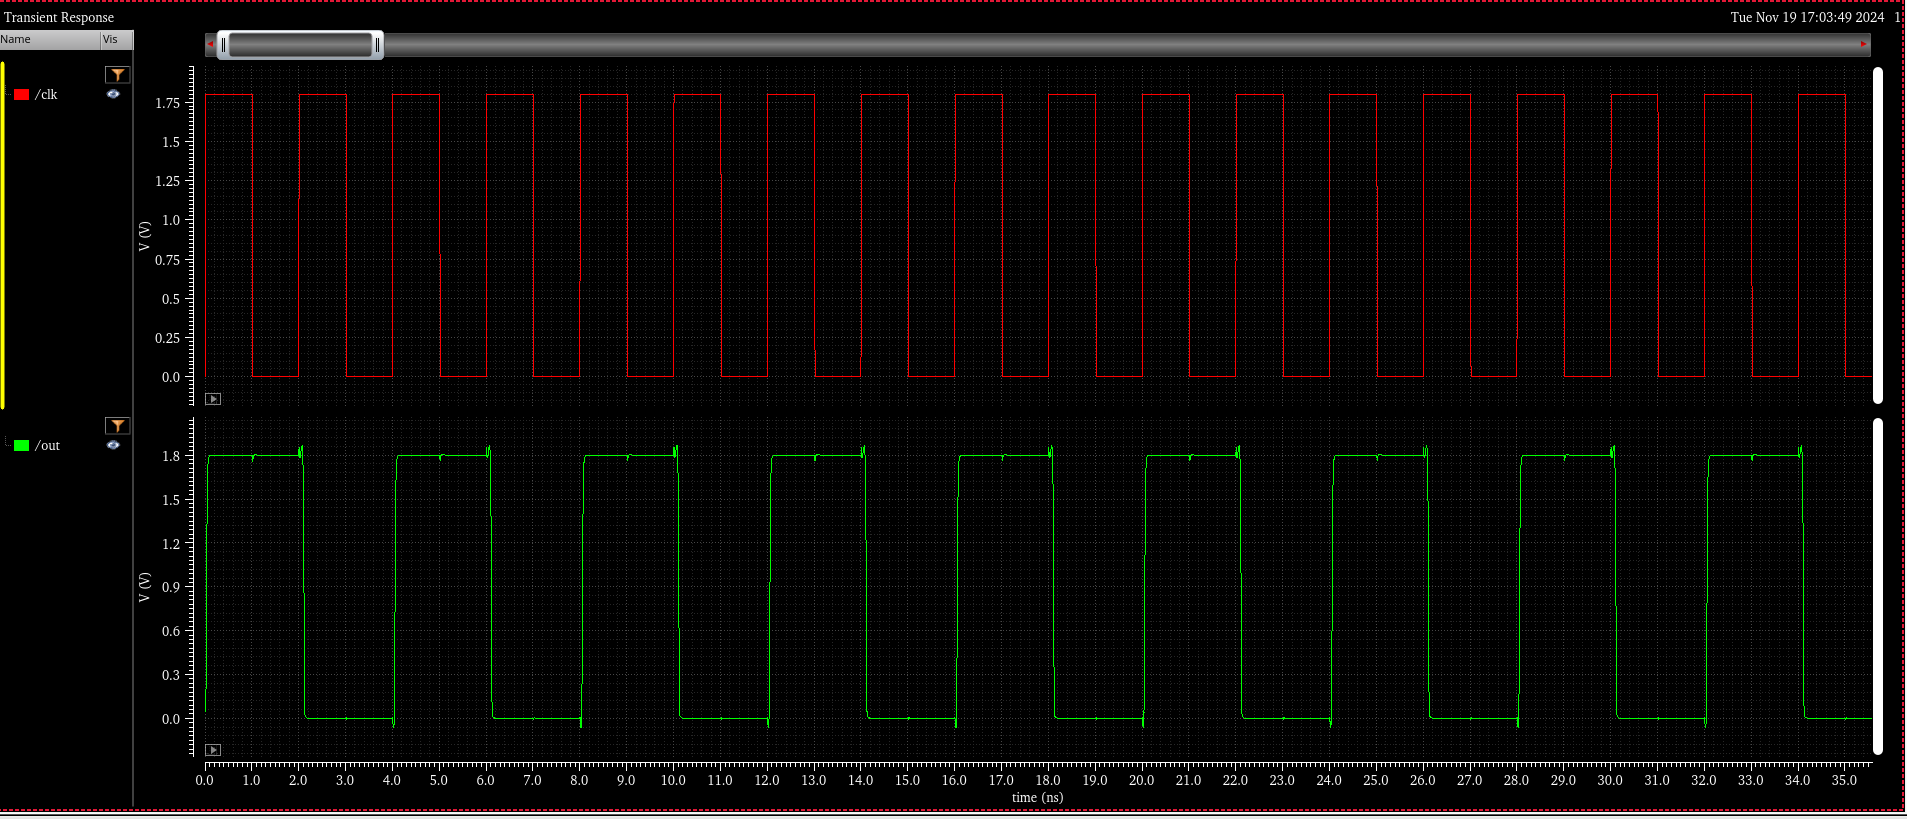 Transient Response
Tue Nov 19 17:03:49 2024 1
Name Vis
/clk
1.75
1.5
1.25
1.0
0.75
0.5
0.25
0.0
V (V)
/out
1.8
1.5
1.2
0.9
0.6
0.3
0.0
V (V)
0.0 1.0 2.0 3.0 4.0 5.0 6.0 7.0 8.0 9.0 10.0 11.0 12.0 13.0 14.0 15.0 16.0 17.0 18.0 19.0 20.0 21.0 22.0 23.0 24.0 25.0 26.0 27.0 28.0 29.0 30.0 31.0 32.0 33.0 34.0 35.0
time (ns)